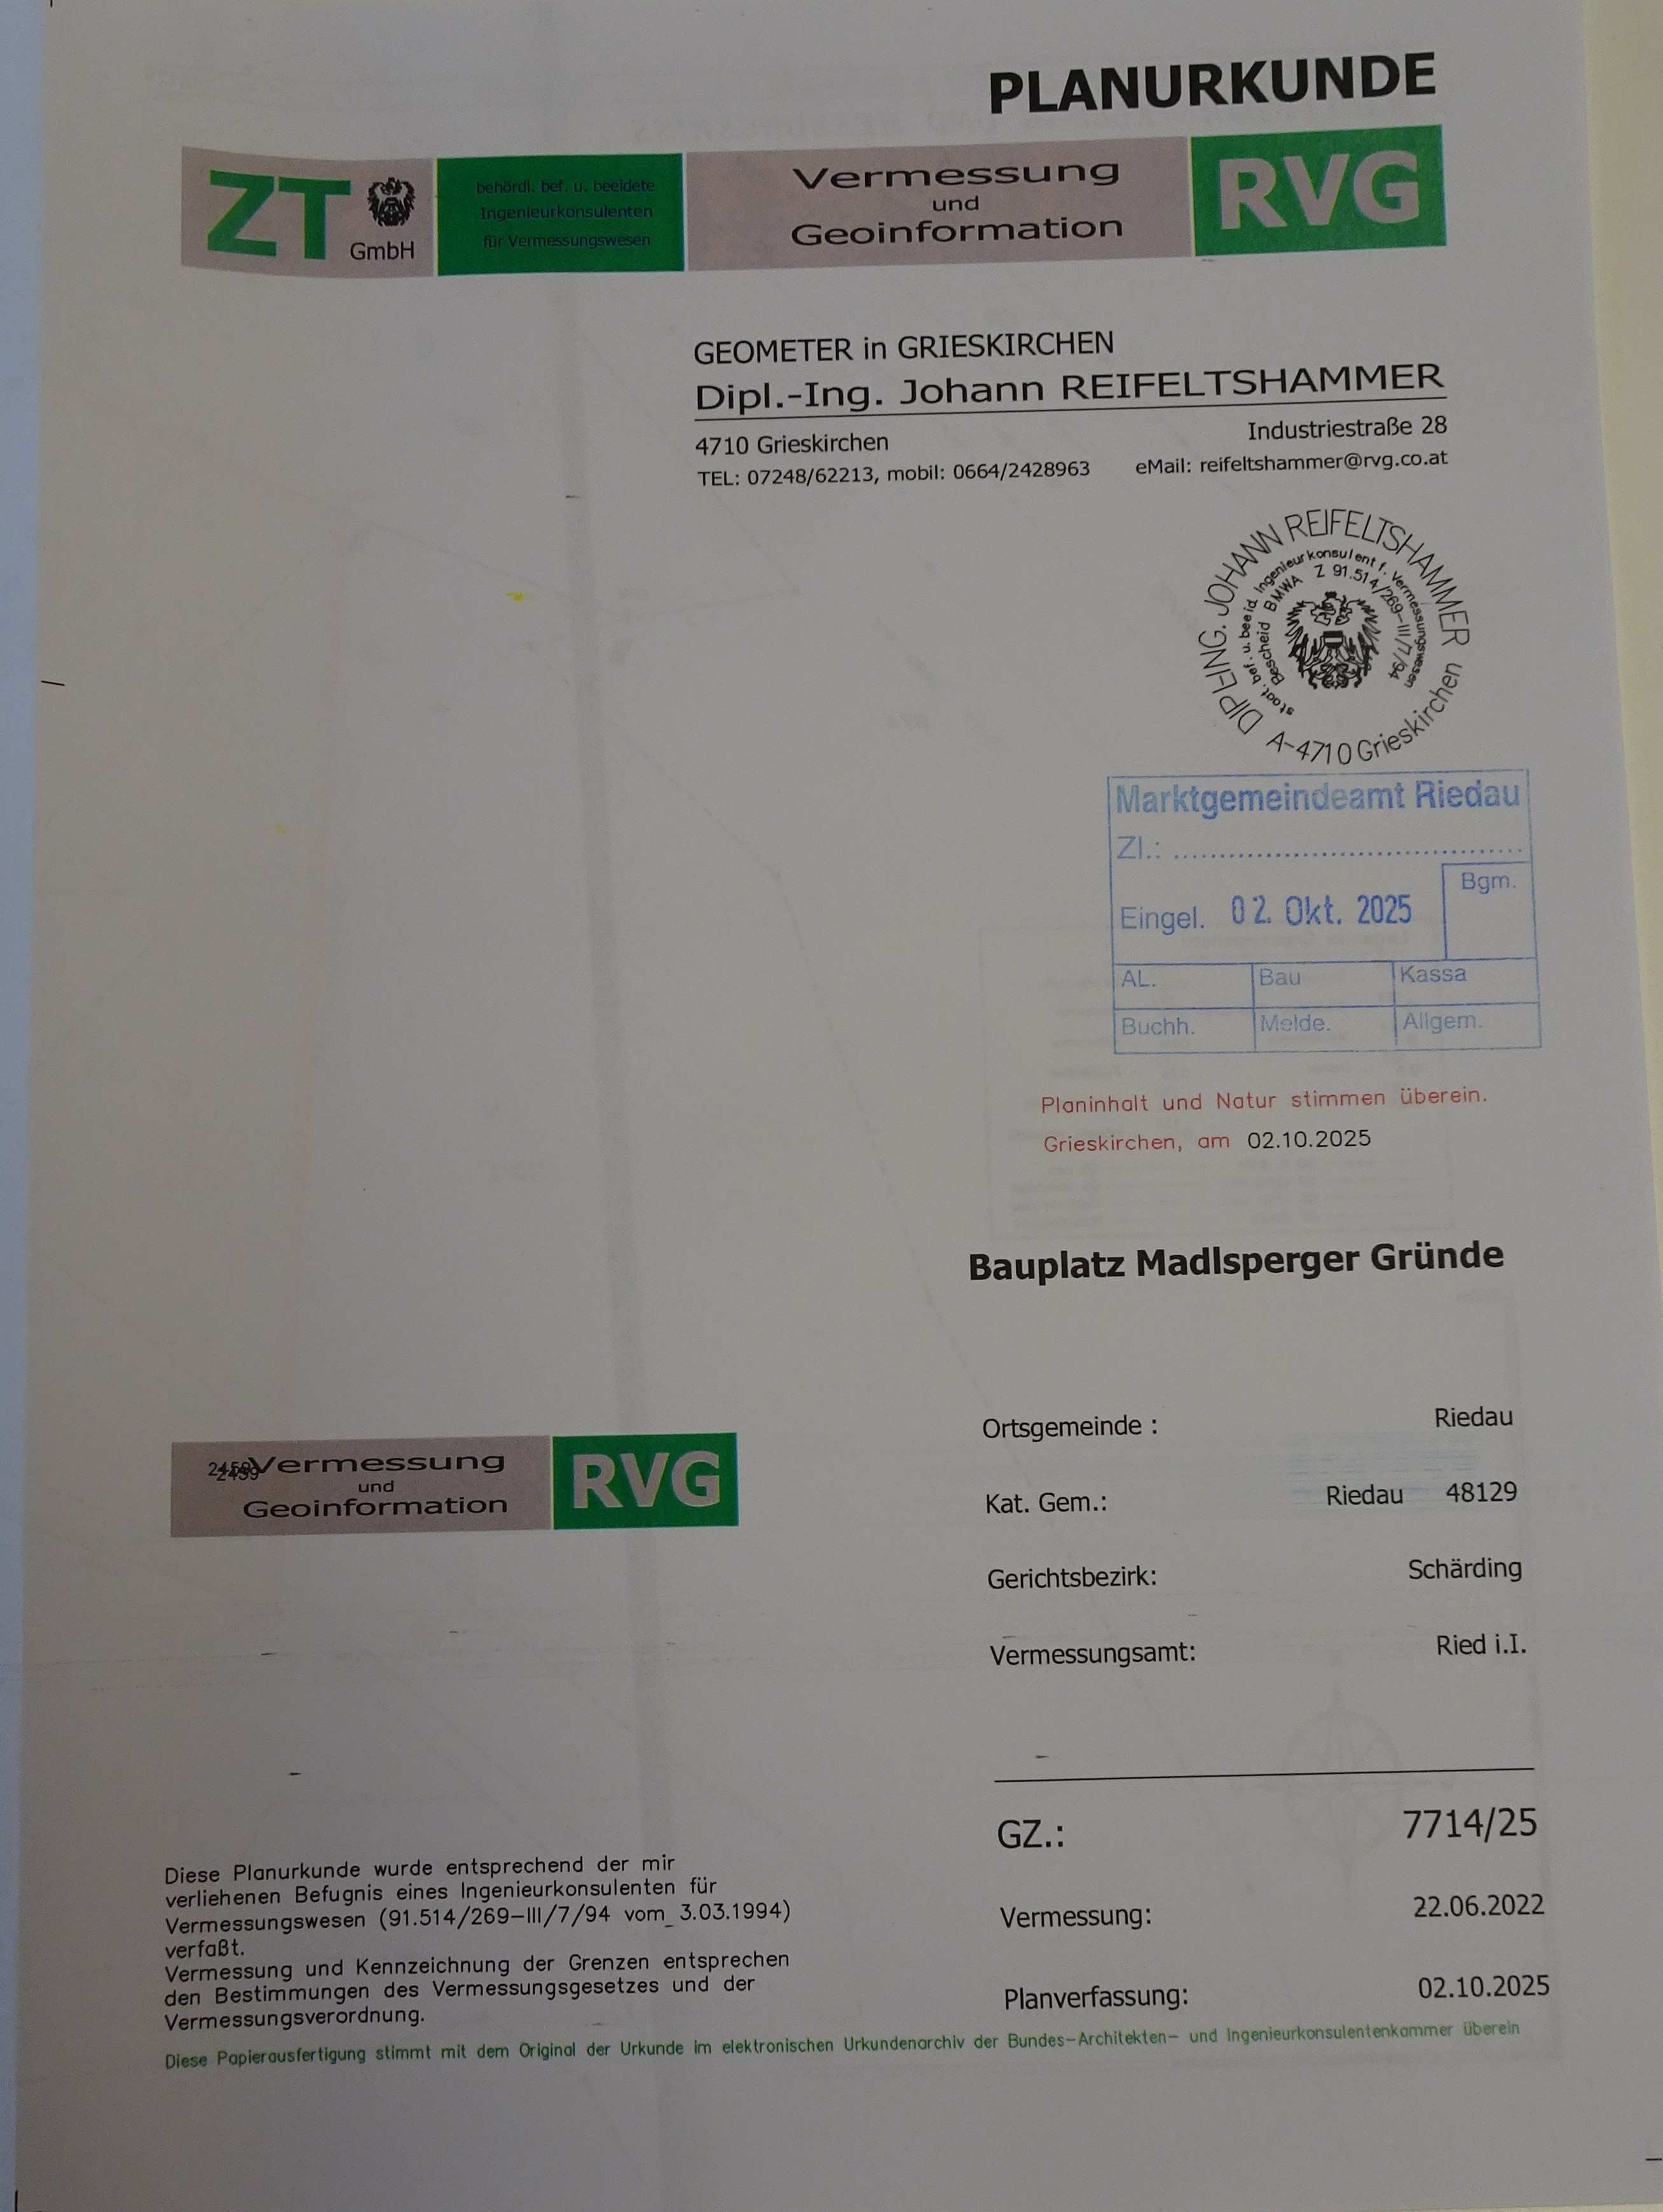 PLANURKUNDE
ZT GmbH
behördl. bef. u. beeidete
Ingenieurkonsulenten
für Vermessungswesen
Vermessung
und
Geoinformation
RVG
GEOMETER in GRIESKIRCHEN
Dipl.-Ing. Johann REIFELTSHAMMER
4710 Grieskirchen Industriestraße 28
TEL: 07248/62213, mobil: 0664/2428963 eMail: reifeltshammer@rvg.co.at
DIPL.ING. JOHANN REIFELTSHAMMER
staat. bef. u. beeid. Ingenieurkonsulent f. Vermessungswesen
Bescheid BMWA Z 91.514/269-III/7/94
A-4710 Grieskirchen
Marktgemeindeamt Riedau
Zl.:
Bgm.
Eingel. 02. Okt. 2025
AL. Bau Kassa
Buchh. Melde. Allgem.
Planinhalt und Natur stimmen überein.
Grieskirchen, am 02.10.2025
Bauplatz Madlsperger Gründe
Vermessung
und
Geoinformation
RVG
Ortsgemeinde : Riedau
Kat. Gem.: Riedau 48129
Gerichtsbezirk: Schärding
Vermessungsamt: Ried i.I.
GZ.: 7714/25
Vermessung: 22.06.2022
Planverfassung: 02.10.2025
Diese Planurkunde wurde entsprechend der mir
verliehenen Befugnis eines Ingenieurkonsulenten für
Vermessungswesen (91.514/269-III/7/94 vom 3.03.1994)
verfaßt.
Vermessung und Kennzeichnung der Grenzen entsprechen
den Bestimmungen des Vermessungsgesetzes und der
Vermessungsverordnung.
Diese Papierausfertigung stimmt mit dem Original der Urkunde im elektronischen Urkundenarchiv der Bundes-Architekten- und Ingenieurkonsulentenkammer überein